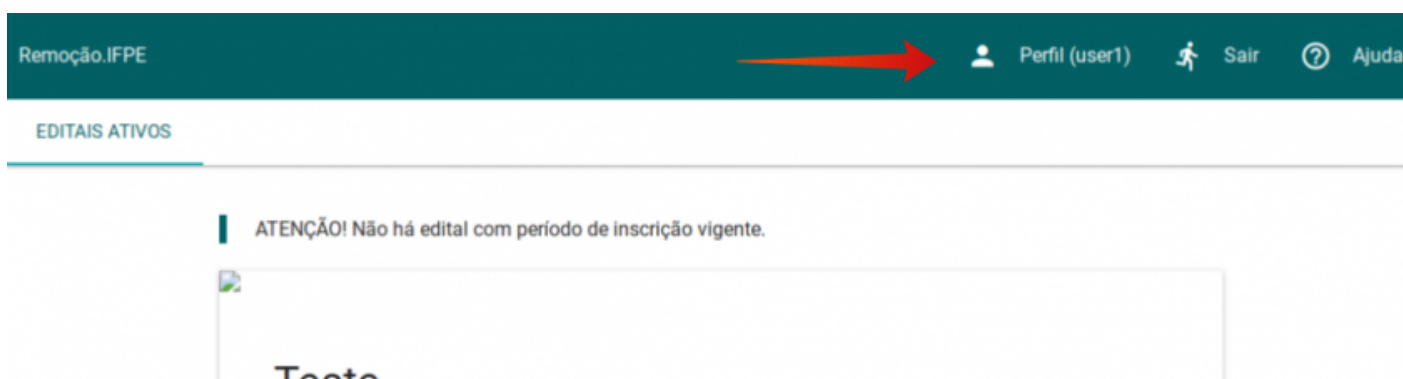 Remoção.IFPE Perfil (user1) Sair Ajuda
EDITAIS ATIVOS
ATENÇÃO! Não há edital com período de inscrição vigente.